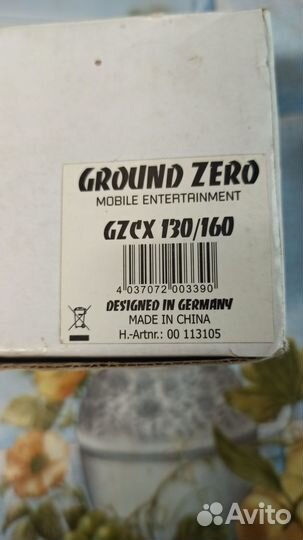 GROUND ZERO
MOBILE ENTERTAINMENT
GZCX 130/160
4 037072 003390
DESIGNED IN GERMANY
MADE IN CHINA
H.-Artnr.: 00 113105
Avito